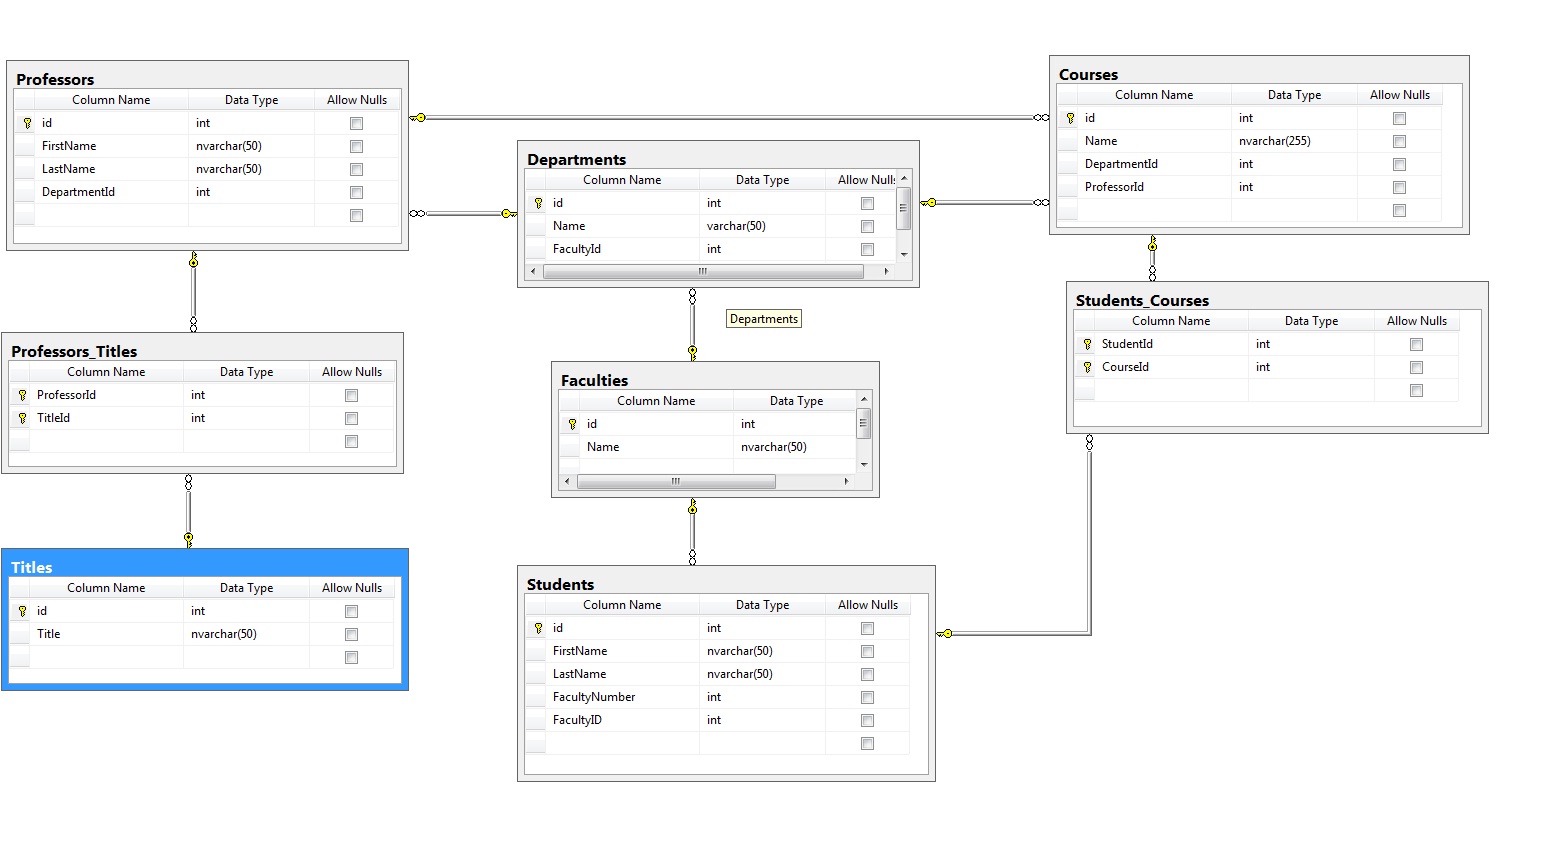 Professors
Column Name Data Type Allow Nulls
id int
FirstName nvarchar(50)
LastName nvarchar(50)
DepartmentId int
Departments
Column Name Data Type Allow Nulls
id int
Name varchar(50)
FacultyId int
Courses
Column Name Data Type Allow Nulls
id int
Name nvarchar(255)
DepartmentId int
ProfessorId int
Professors_Titles
Column Name Data Type Allow Nulls
ProfessorId int
TitleId int
Departments
Faculties
Column Name Data Type
id int
Name nvarchar(50)
Students_Courses
Column Name Data Type Allow Nulls
StudentId int
CourseId int
Titles
Column Name Data Type Allow Nulls
id int
Title nvarchar(50)
Students
Column Name Data Type Allow Nulls
id int
FirstName nvarchar(50)
LastName nvarchar(50)
FacultyNumber int
FacultyID int